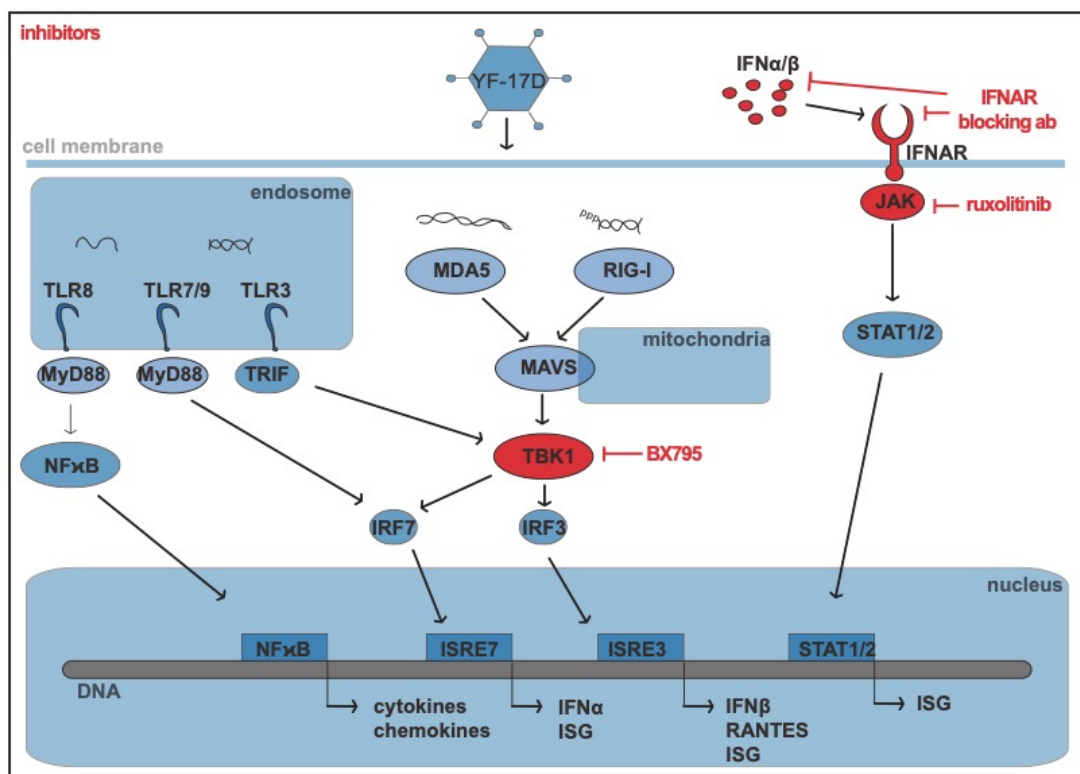 inhibitors
YF-17D
IFNα/β
IFNAR
blocking ab
cell membrane
IFNAR
endosome
JAK
ruxolitinib
ppp
MDA5
RIG-I
TLR8
TLR7/9
TLR3
STAT1/2
mitochondria
MyD88
MyD88
TRIF
MAVS
TBK1
BX795
NFϰB
IRF7
IRF3
nucleus
NFϰB
ISRE7
ISRE3
STAT1/2
DNA
cytokines
chemokines
IFNα
ISG
IFNβ
RANTES
ISG
ISG